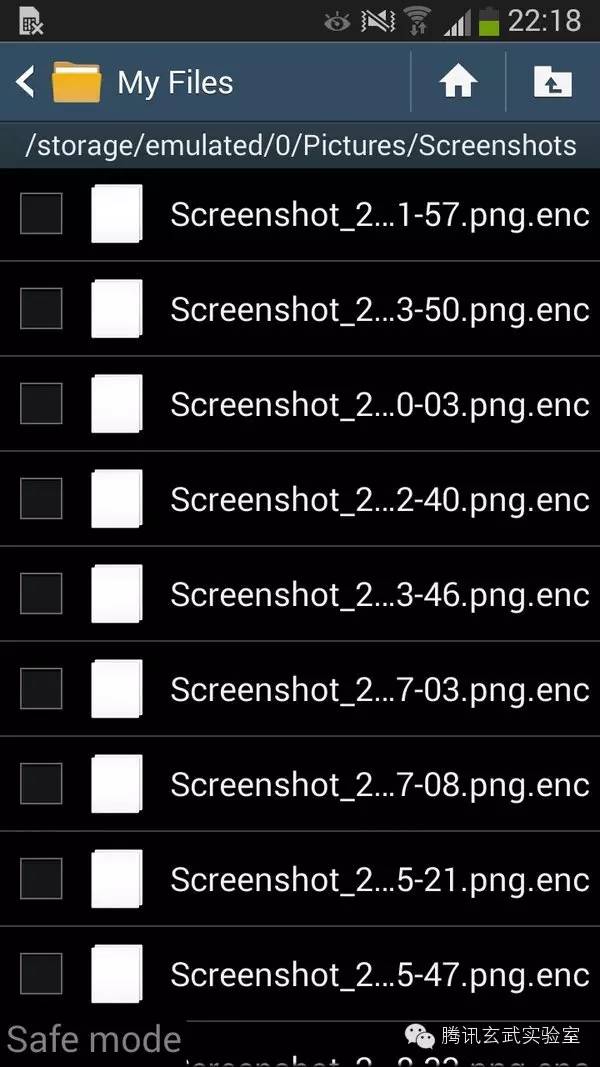 22:18
My Files
/storage/emulated/0/Pictures/Screenshots
Screenshot_2...1-57.png.enc
Screenshot_2...3-50.png.enc
Screenshot_2...0-03.png.enc
Screenshot_2...2-40.png.enc
Screenshot_2...3-46.png.enc
Screenshot_2...7-03.png.enc
Screenshot_2...7-08.png.enc
Screenshot_2...5-21.png.enc
Screenshot_2...5-47.png.enc
Safe mode
腾讯玄武实验室